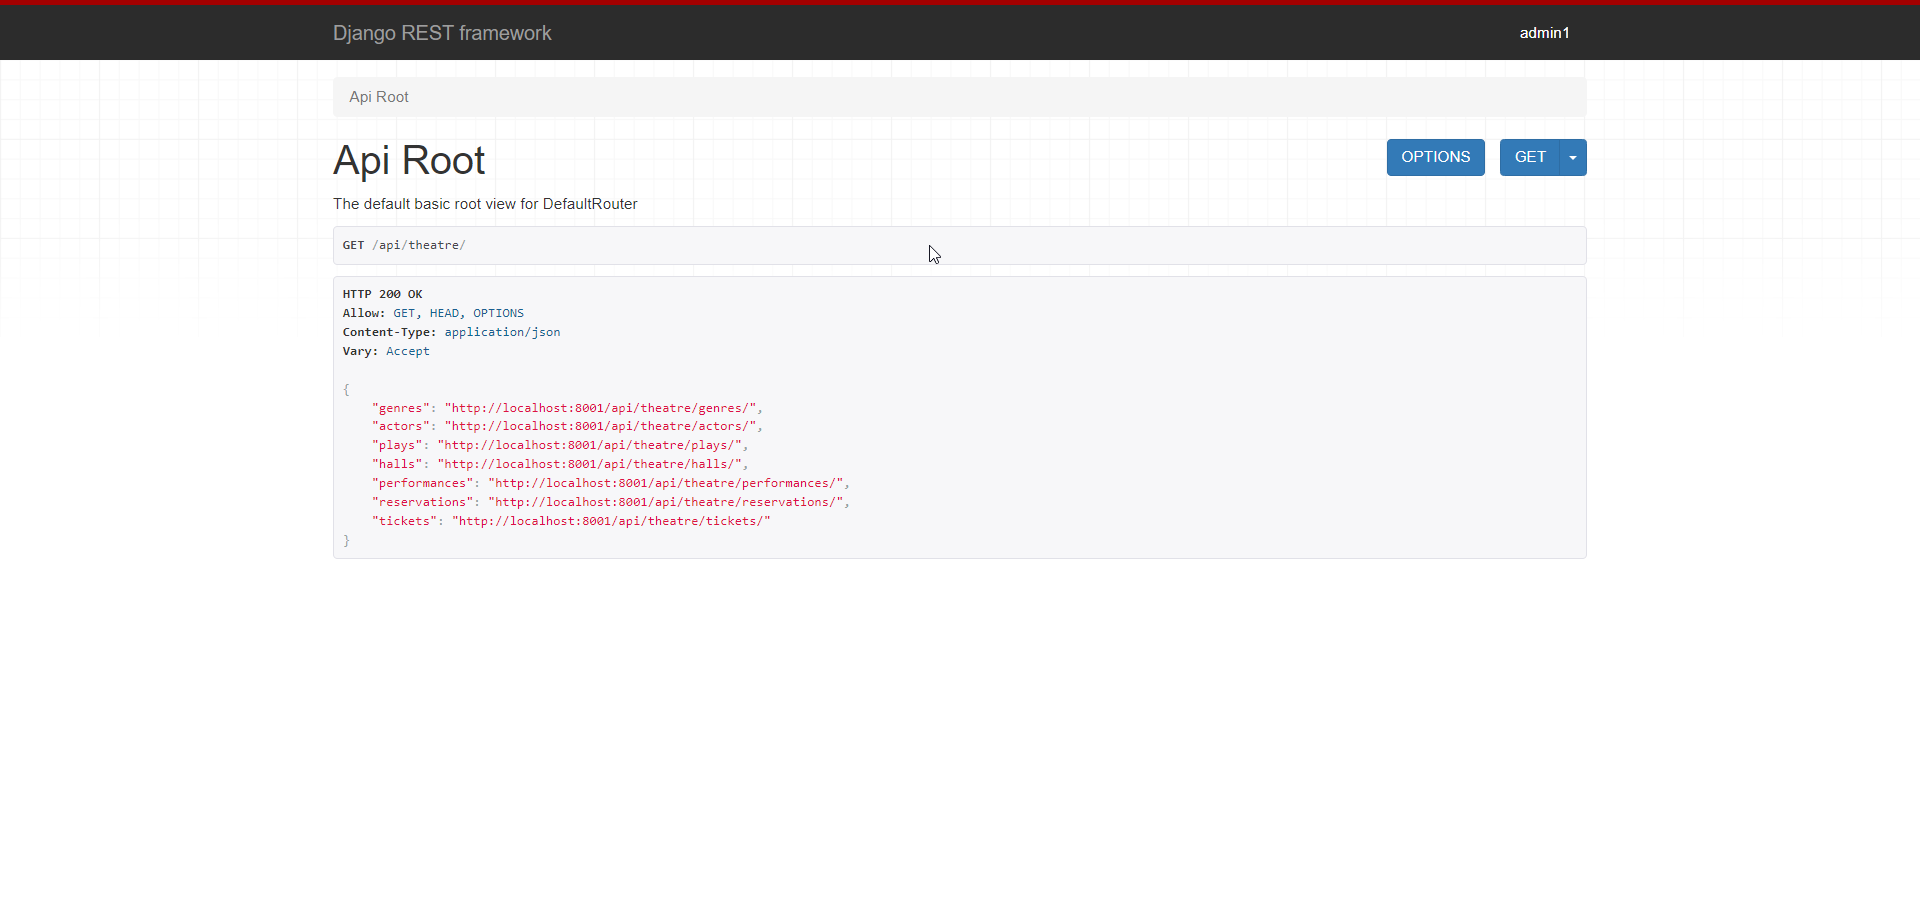 Django REST framework
admin1
Api Root
Api Root
OPTIONS
GET
The default basic root view for DefaultRouter
GET /api/theatre/
HTTP 200 OK
Allow: GET, HEAD, OPTIONS
Content-Type: application/json
Vary: Accept
{
    "genres": "http://localhost:8001/api/theatre/genres/",
    "actors": "http://localhost:8001/api/theatre/actors/",
    "plays": "http://localhost:8001/api/theatre/plays/",
    "halls": "http://localhost:8001/api/theatre/halls/",
    "performances": "http://localhost:8001/api/theatre/performances/",
    "reservations": "http://localhost:8001/api/theatre/reservations/",
    "tickets": "http://localhost:8001/api/theatre/tickets/"
}